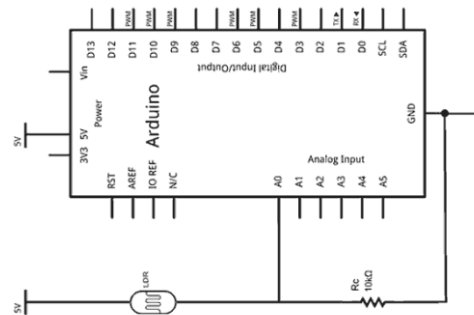 PWM
PWM
PWM
PWM
PWM
PWM
TX ▶
RX ◀
D13
D12
D11
D10
D9
D8
D7
D6
D5
D4
D3
D2
D1
D0
SCL
SDA
Digital Input/Output
Vin
Power
5V
5V
3V3
Arduino
GND
Analog Input
RST
AREF
IO REF
N/C
A0
A1
A2
A3
A4
A5
LDR
Rc
10kΩ
5V